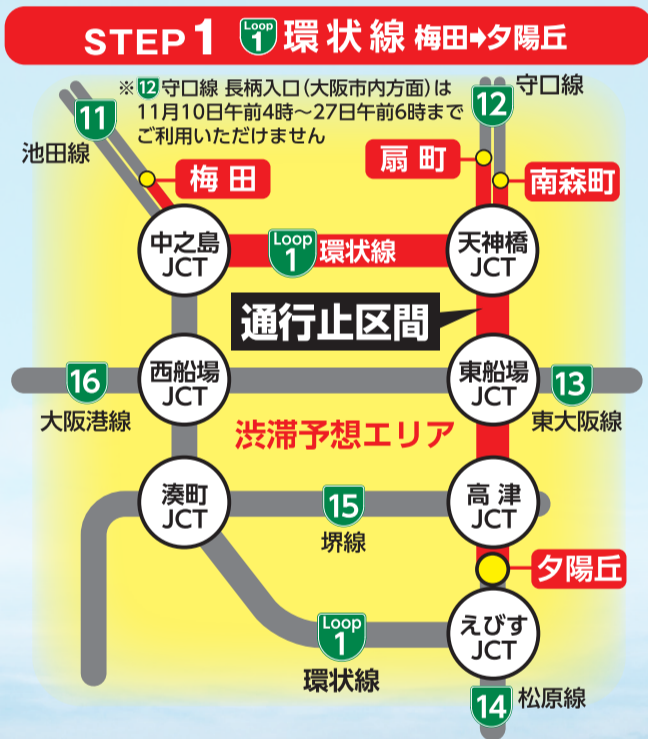 STEP 1 Loop 1 環状線 梅田→夕陽丘
※12守口線 長柄入口(大阪市内方面)は
11月10日午前4時～27日午前6時まで
ご利用いただけません
11
池田線
梅田
12
守口線
扇町
南森町
中之島
JCT
Loop
1
環状線
天神橋
JCT
通行止区間
16
大阪港線
西船場
JCT
東船場
JCT
13
東大阪線
渋滞予想エリア
湊町
JCT
15
堺線
高津
JCT
夕陽丘
Loop
1
環状線
えびす
JCT
14
松原線